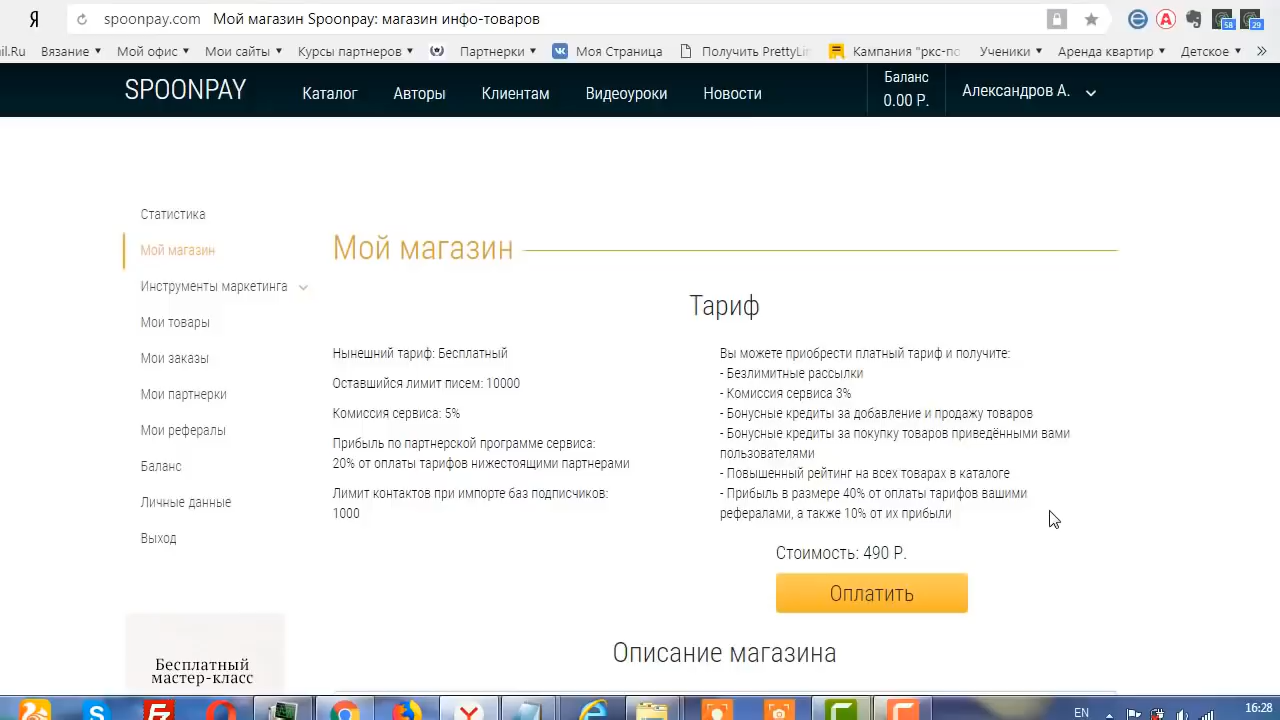 spoonpay.com Мой магазин Spoonpay: магазин инфо-товаров
il.Ru Вязание Мой офис Мои сайты Курсы партнеров Партнерки Моя Страница Получить PrettyLi Кампания "ркс-по Ученики Аренда квартир Детское
58 29
SPOONPAY Каталог Авторы Клиентам Видеоуроки Новости
Баланс
0.00 Р.
Александров А.
Статистика
Мой магазин
Инструменты маркетинга
Мои товары
Мои заказы
Мои партнерки
Мои рефералы
Баланс
Личные данные
Выход
Бесплатный
мастер-класс
Мой магазин
Тариф
Нынешний тариф: Бесплатный
Оставшийся лимит писем: 10000
Комиссия сервиса: 5%
Прибыль по партнерской программе сервиса:
20% от оплаты тарифов нижестоящими партнерами
Лимит контактов при импорте баз подписчиков:
1000
Вы можете приобрести платный тариф и получите:
- Безлимитные рассылки
- Комиссия сервиса 3%
- Бонусные кредиты за добавление и продажу товаров
- Бонусные кредиты за покупку товаров приведёнными вами
пользователями
- Повышенный рейтинг на всех товарах в каталоге
- Прибыль в размере 40% от оплаты тарифов вашими
рефералами, а также 10% от их прибыли
Стоимость: 490 Р.
Оплатить
Описание магазина
EN 16:28